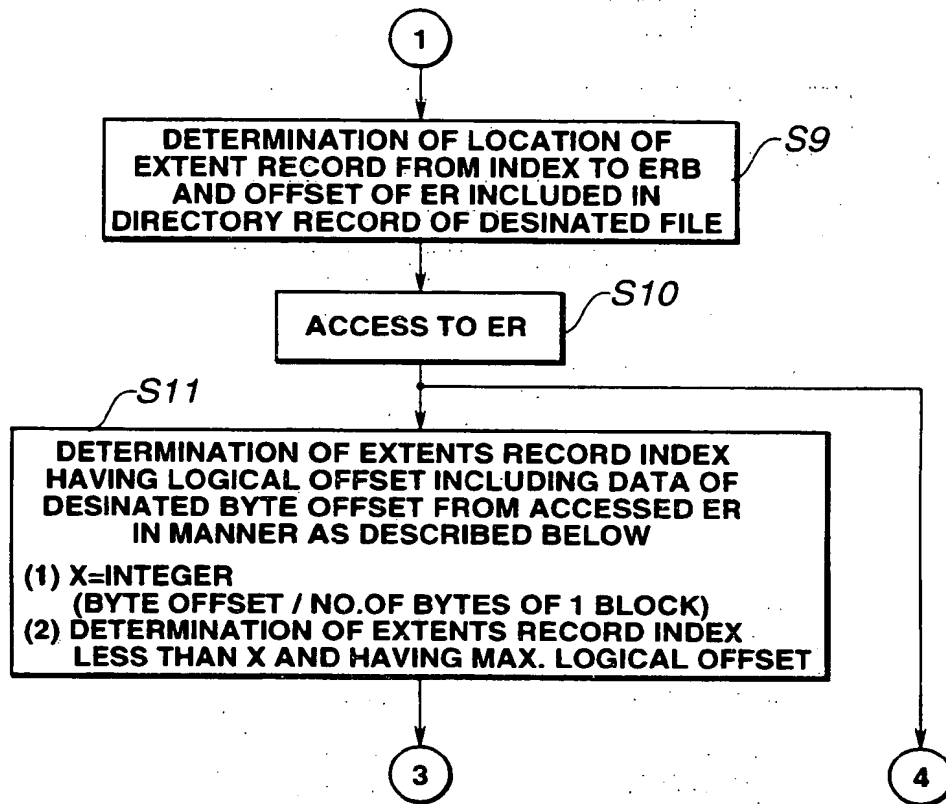 1
DETERMINATION OF LOCATION OF
EXTENT RECORD FROM INDEX TO ERB
AND OFFSET OF ER INCLUDED IN
DIRECTORY RECORD OF DESINATED FILE
S9
ACCESS TO ER
S10
S11
DETERMINATION OF EXTENTS RECORD INDEX
HAVING LOGICAL OFFSET INCLUDING DATA OF
DESINATED BYTE OFFSET FROM ACCESSED ER
IN MANNER AS DESCRIBED BELOW
(1) X=INTEGER
(BYTE OFFSET / NO.OF BYTES OF 1 BLOCK)
(2) DETERMINATION OF EXTENTS RECORD INDEX
LESS THAN X AND HAVING MAX. LOGICAL OFFSET
3
4